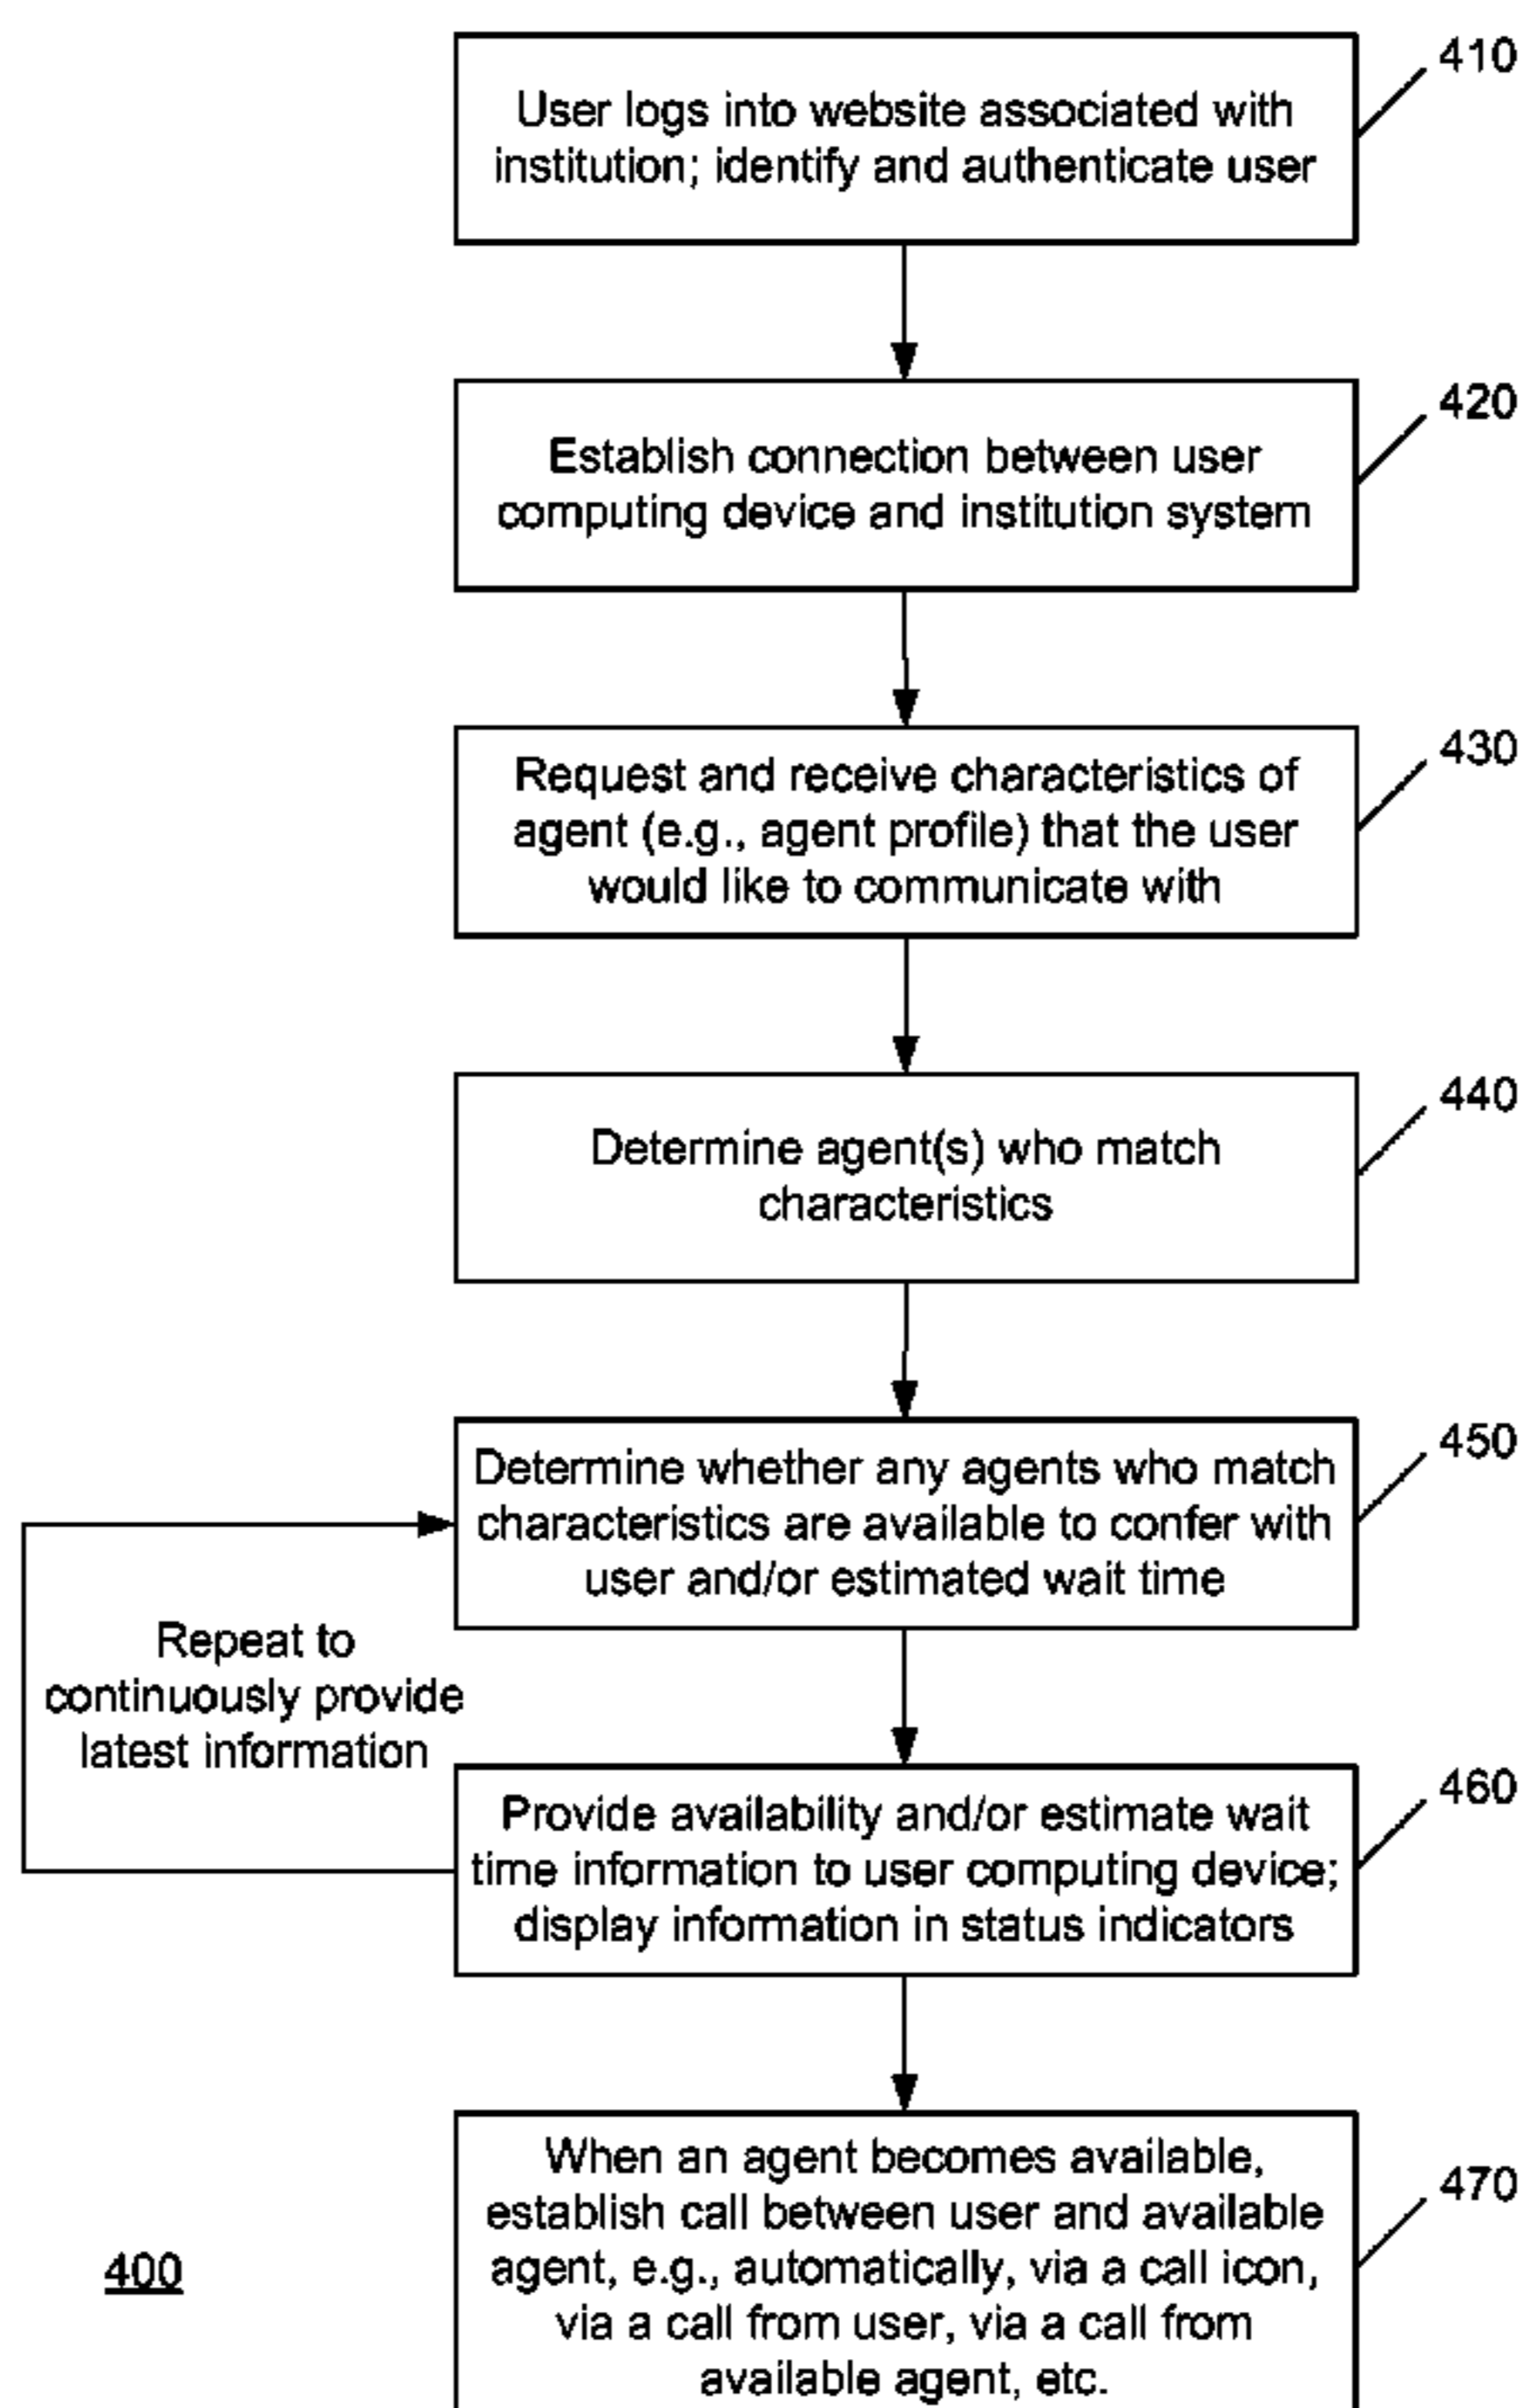 410
User logs into website associated with
institution; identify and authenticate user
420
Establish connection between user
computing device and institution system
430
Request and receive characteristics of
agent (e.g., agent profile) that the user
would like to communicate with
440
Determine agent(s) who match
characteristics
450
Determine whether any agents who match
characteristics are available to confer with
user and/or estimated wait time
Repeat to
continuously provide
latest information
460
Provide availability and/or estimate wait
time information to user computing device;
display information in status indicators
470
When an agent becomes available,
establish call between user and available
agent, e.g., automatically, via a call icon,
via a call from user, via a call from
available agent, etc.
400